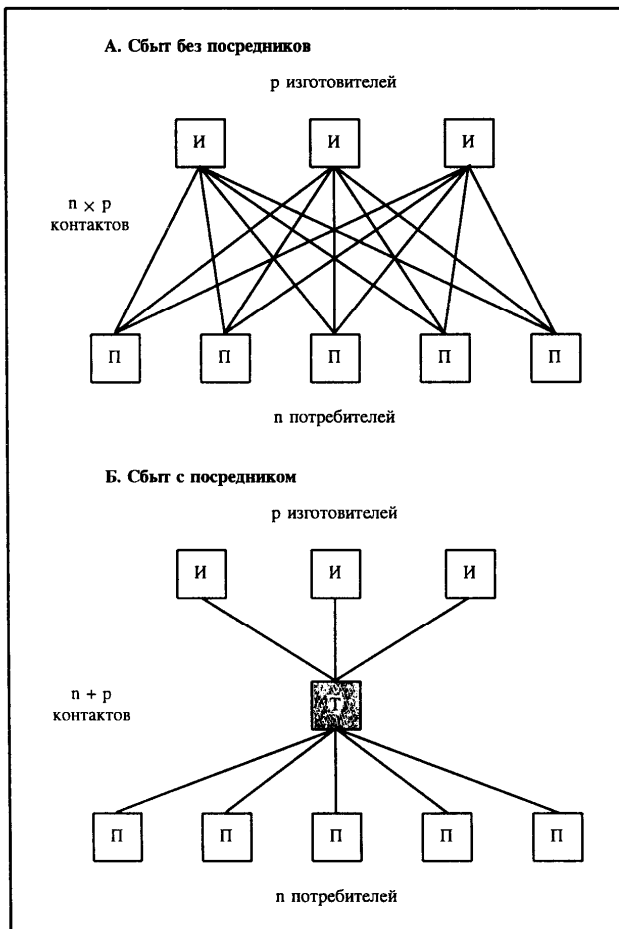 А. Сбыт без посредников
р изготовителей
И И И
n × p
контактов
П П П П П
n потребителей
Б. Сбыт с посредником
р изготовителей
И И И
n + p
контактов
Т
П П П П П
n потребителей